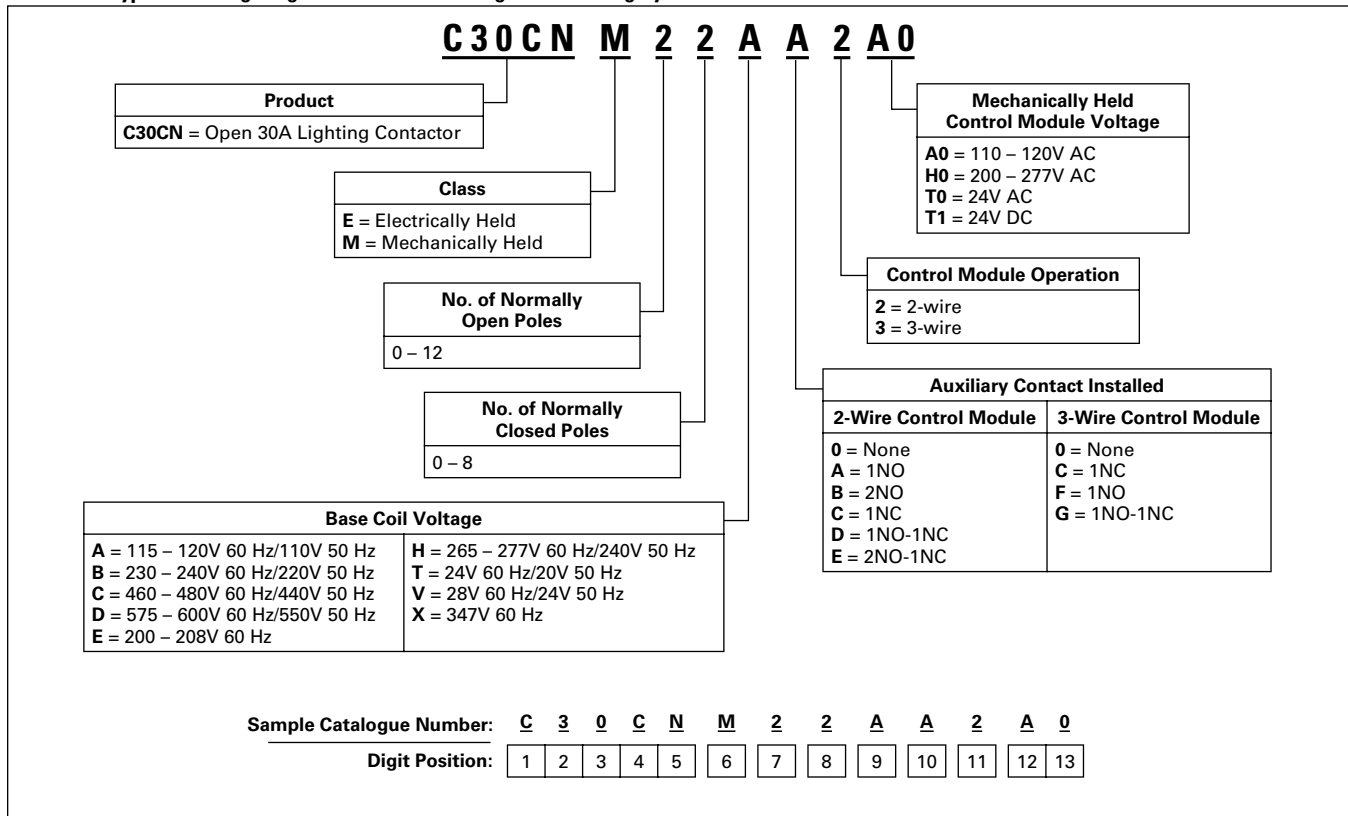 C30CN M 2 2 A A 2 A0
Product
C30CN = Open 30A Lighting Contactor
Class
E = Electrically Held
M = Mechanically Held
No. of Normally
Open Poles
0 – 12
No. of Normally
Closed Poles
0 – 8
Base Coil Voltage
A = 115 – 120V 60 Hz/110V 50 Hz
B = 230 – 240V 60 Hz/220V 50 Hz
C = 460 – 480V 60 Hz/440V 50 Hz
D = 575 – 600V 60 Hz/550V 50 Hz
E = 200 – 208V 60 Hz
H = 265 – 277V 60 Hz/240V 50 Hz
T = 24V 60 Hz/20V 50 Hz
V = 28V 60 Hz/24V 50 Hz
X = 347V 60 Hz
Mechanically Held
Control Module Voltage
A0 = 110 – 120V AC
H0 = 200 – 277V AC
T0 = 24V AC
T1 = 24V DC
Control Module Operation
2 = 2-wire
3 = 3-wire
Auxiliary Contact Installed
2-Wire Control Module
0 = None
A = 1NO
B = 2NO
C = 1NC
D = 1NO-1NC
E = 2NO-1NC
3-Wire Control Module
0 = None
C = 1NC
F = 1NO
G = 1NO-1NC
Sample Catalogue Number: C 3 0 C N M 2 2 A A 2 A 0
Digit Position: 1 2 3 4 5 6 7 8 9 10 11 12 13